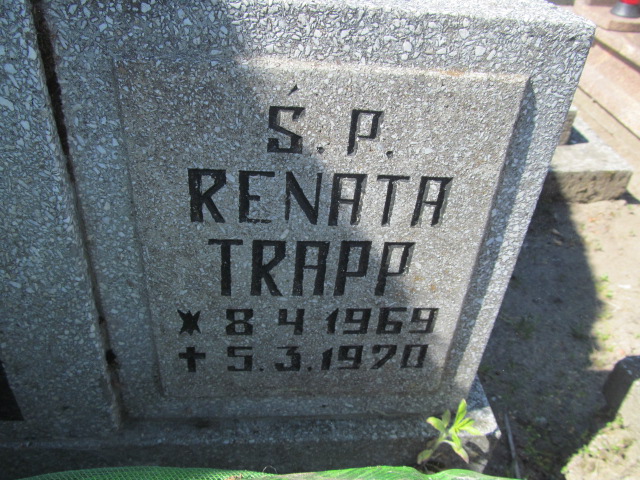 Ś. P.
RENATA
TRAPP
* 8.4 1969
✝ 5.3.1970